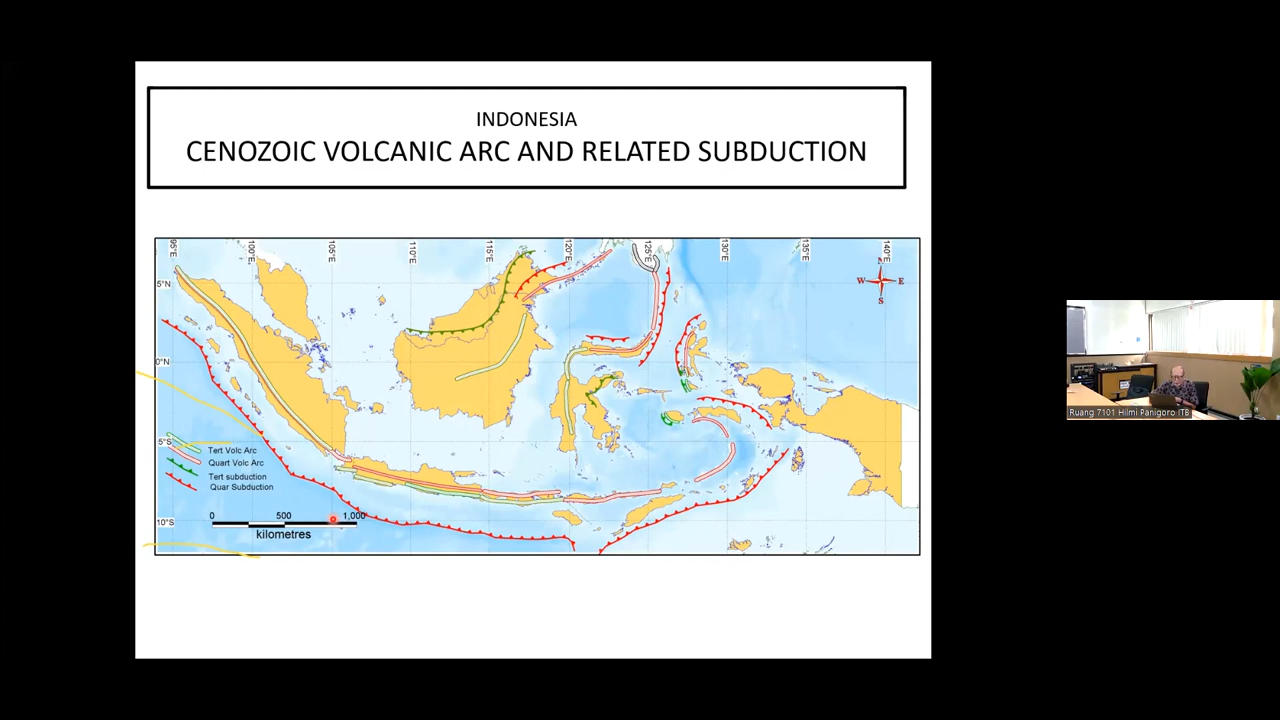 INDONESIA
CENOZOIC VOLCANIC ARC AND RELATED SUBDUCTION
95°E
100°E
105°E
110°E
115°E
120°E
125°E
130°E
135°E
140°E
5°N
0°N
5°S
10°S
N
W
E
S
Tert Volc Arc
Quart Volc Arc
Tert subduction
Quar Subduction
0 500 1,000
kilometres
Ruang 7101 Hilmi Panigoro ITB